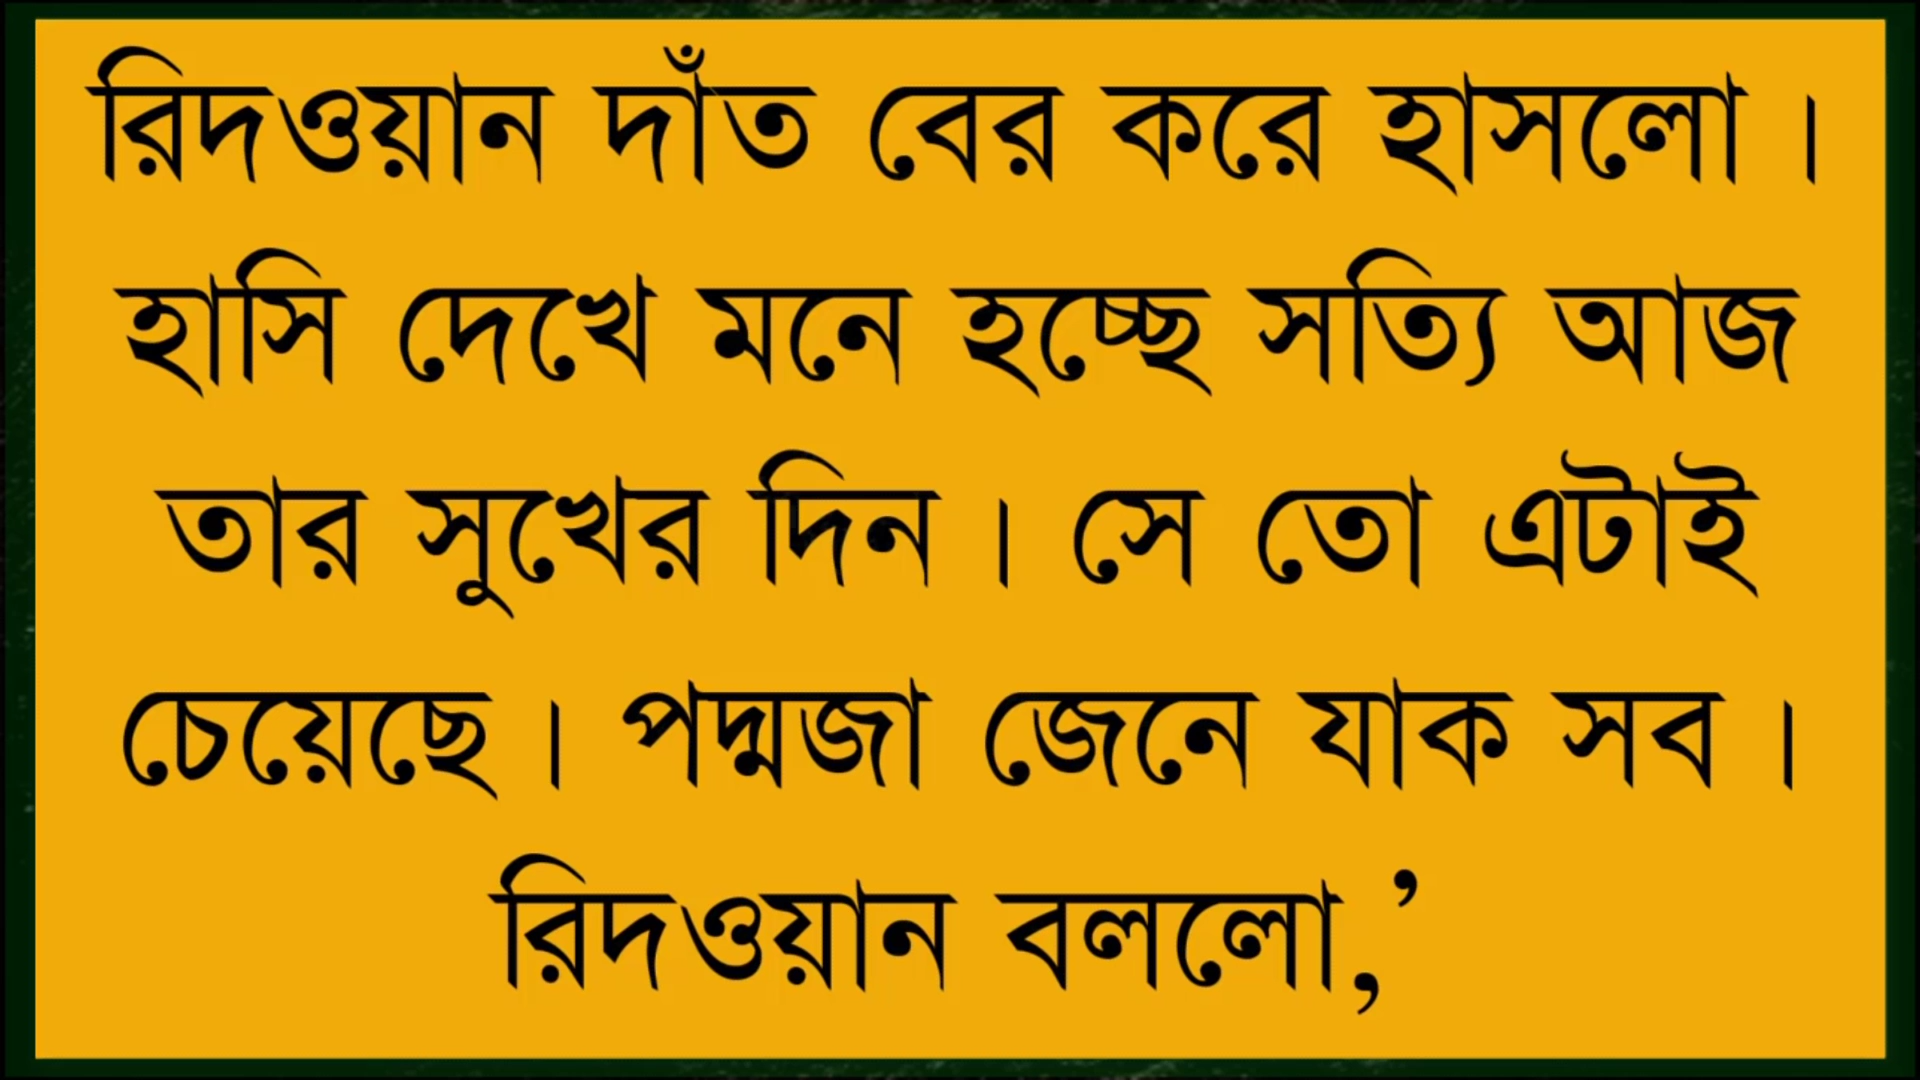 রিদওয়ান দাঁত বের করে হাসলো ।
হাসি দেখে মনে হচ্ছে সত্যি আজ
তার সুখের দিন । সে তো এটাই
চেয়েছে । পদ্মজা জেনে যাক সব ।
রিদওয়ান বললো,’